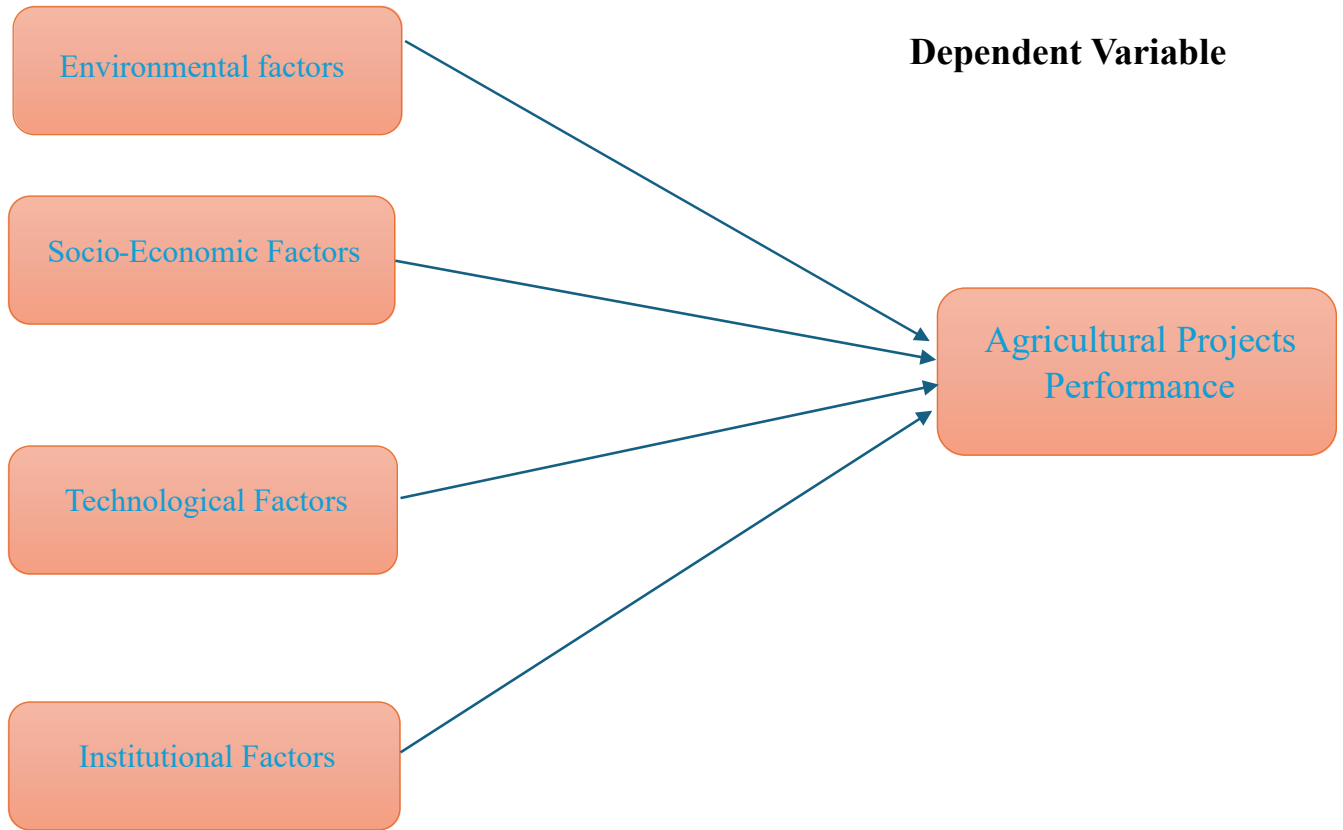 Environmental factors
Dependent Variable
Socio-Economic Factors
Agricultural Projects
Performance
Technological Factors
Institutional Factors